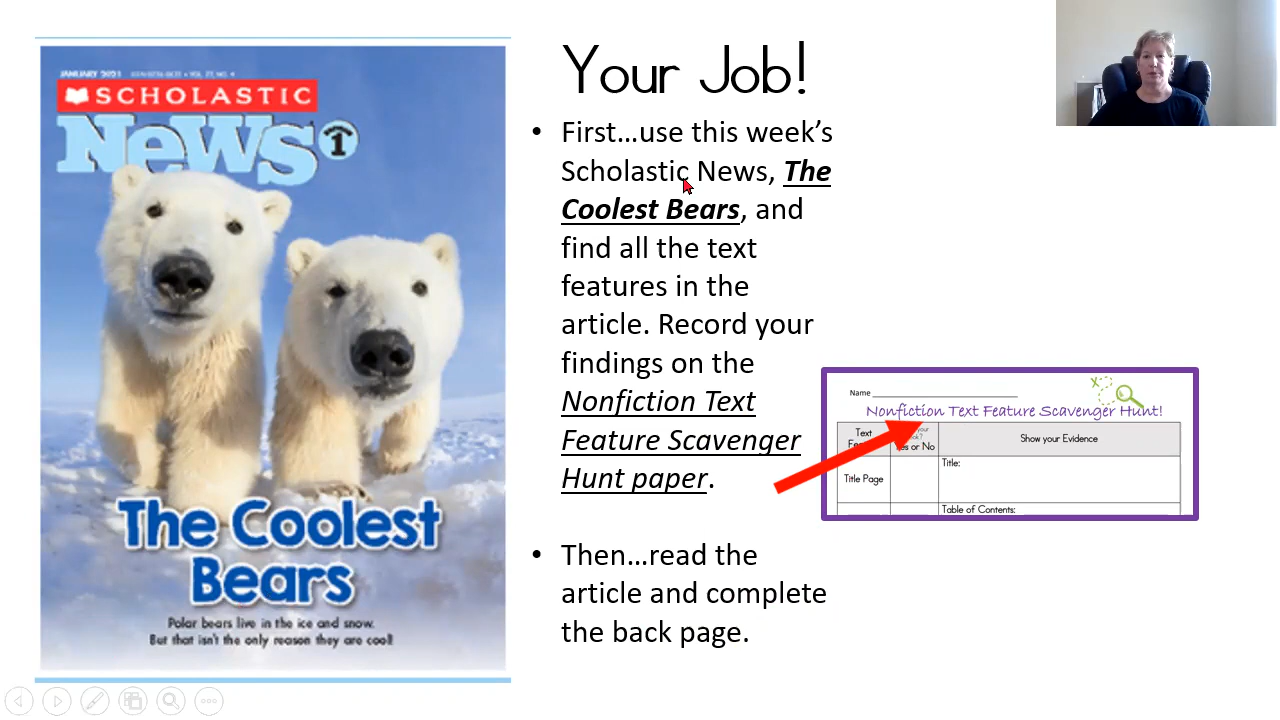 JANUARY 2021
SCHOLASTIC
NeWS 1
The Coolest
Bears
Polar bears live in the ice and snow.
But that isn't the only reason they are cool!
Your Job!
• First...use this week's
Scholastic News, The
Coolest Bears, and
find all the text
features in the
article. Record your
findings on the
Nonfiction Text
Feature Scavenger
Hunt paper.
• Then...read the
article and complete
the back page.
Name
Nonfiction Text Feature Scavenger Hunt!
Text
Yes or No
Show your Evidence
Title Page
Title:
Table of Contents: